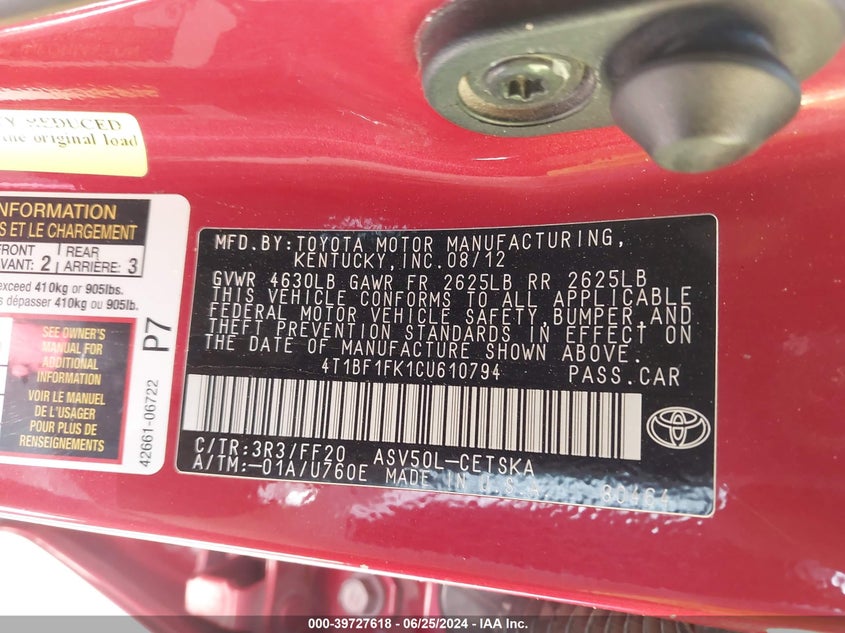 Y REDUCED
the original load
INFORMATION
S ET LE CHARGEMENT
FRONT
AVANT: 2
REAR
ARRIÈRE: 3
exceed 410kg or 905lbs.
s dépasser 410kg ou 905lb.
SEE OWNER'S
MANUAL FOR
ADDITIONAL
INFORMATION
VOIR LE MANUEL
DE L'USAGER
POUR PLUS DE
RENSEIGNEMENTS
42661-06722 P7
MFD.BY:TOYOTA MOTOR MANUFACTURING,
KENTUCKY,INC.08/12
GVWR 4630LB GAWR FR 2625LB RR 2625LB
THIS VEHICLE CONFORMS TO ALL APPLICABLE
FEDERAL MOTOR VEHICLE SAFETY, BUMPER,AND
THEFT PREVENTION STANDARDS IN EFFECT ON
THE DATE OF MANUFACTURE SHOWN ABOVE.
4T1BF1FK1CU610794 PASS.CAR
C/TR:3R3/FF20 ASV50L-CETSKA
A/TM:-01A/U760E MADE IN U.S.A. 80464
000-39727618 - 06/25/2024 - IAA Inc.